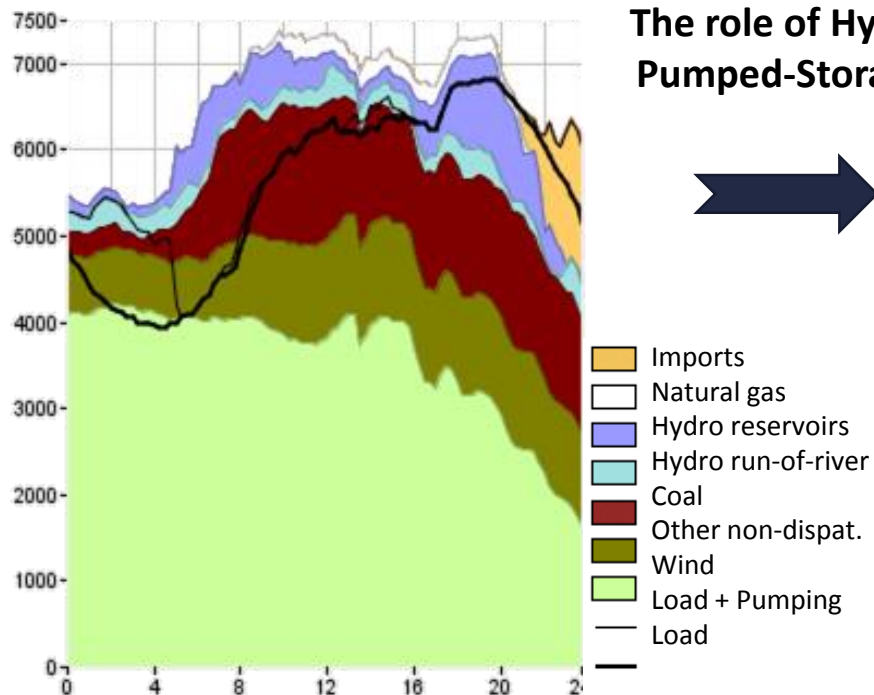 The role of Hy
Pumped-Stora
7500
7000
6000
5000
4000
3000
2000
1000
0
0 4 8 12 16 20 24
Imports
Natural gas
Hydro reservoirs
Hydro run-of-river
Coal
Other non-dispat.
Wind
Load + Pumping
Load